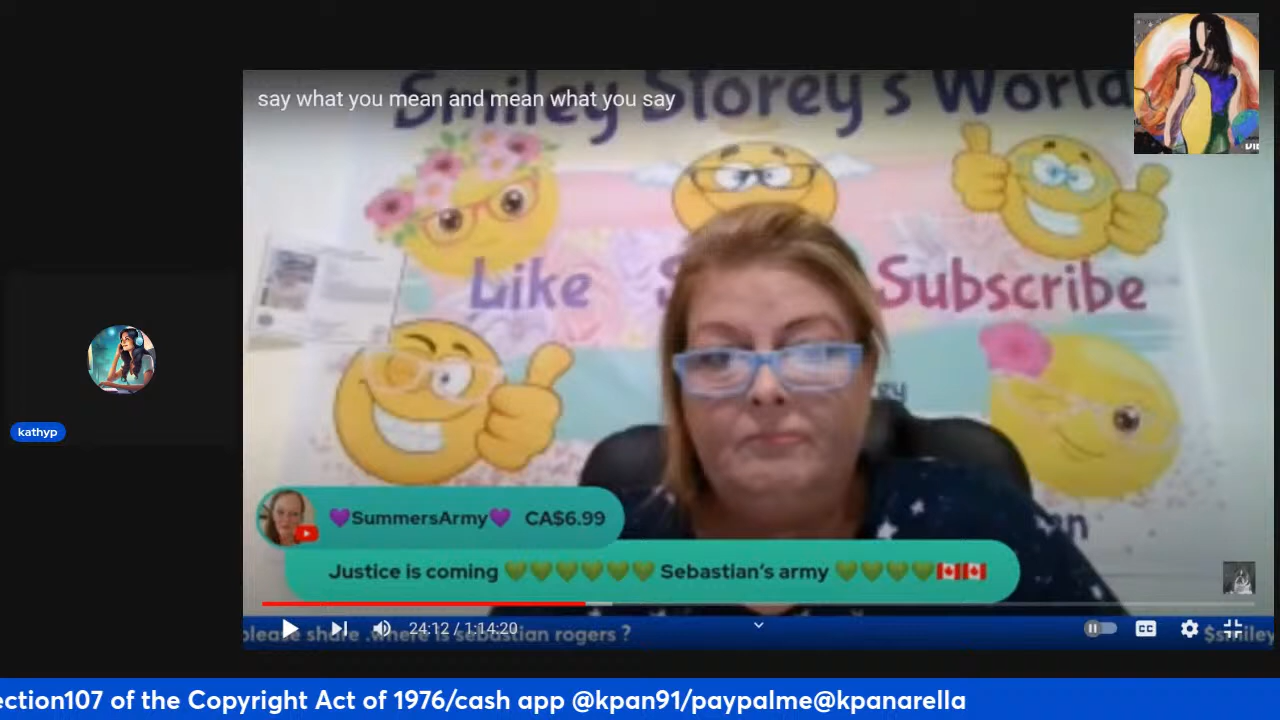 Smiley Storey's World
say what you mean and mean what you say
Like
Subscribe
💜SummersArmy💜 CA$6.99
Justice is coming 💚💚💚💚💚💚 Sebastian's army 💚💚💚💚🇨🇦🇨🇦
24:12 / 1:14:20
CC
please share .where is sebastian rogers ?
$smiley
kathyp
ection107 of the Copyright Act of 1976/cash app @kpan91/paypalme@kpanarella